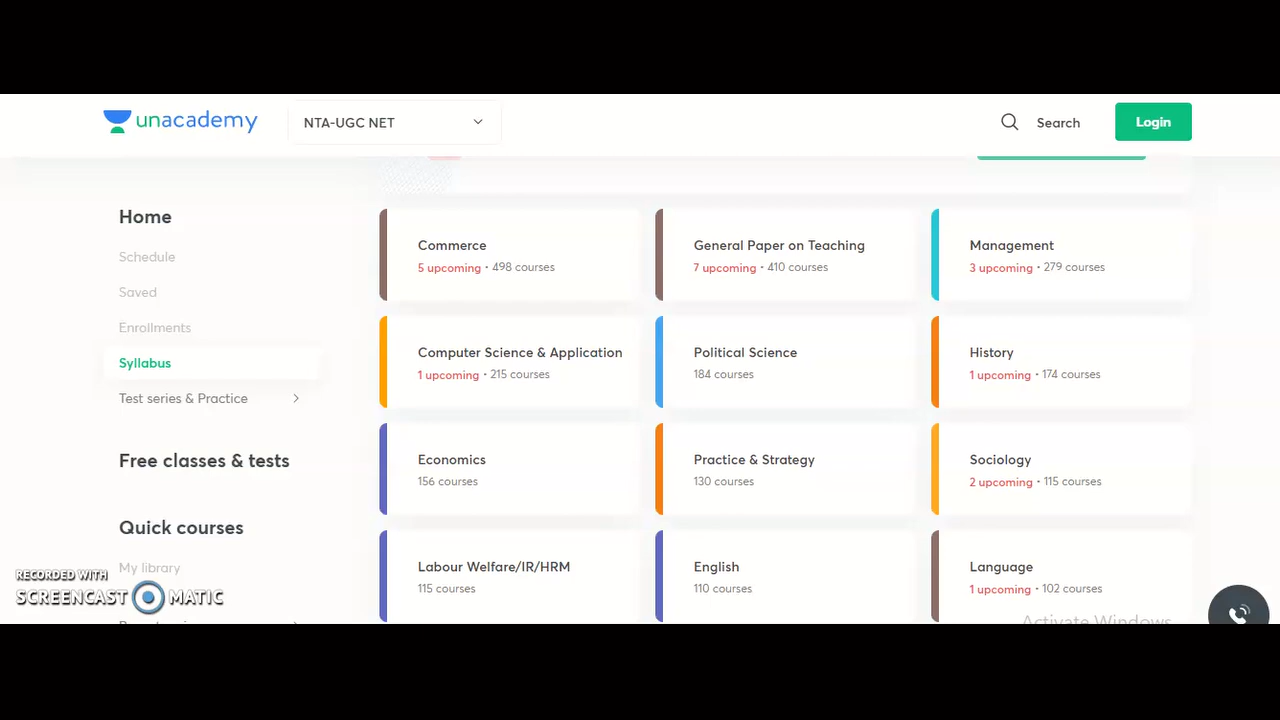 unacademy
NTA-UGC NET
Search
Login
Home
Schedule
Saved
Enrollments
Syllabus
Test series & Practice
Free classes & tests
Quick courses
My library
Commerce
5 upcoming • 498 courses
General Paper on Teaching
7 upcoming • 410 courses
Management
3 upcoming • 279 courses
Computer Science & Application
1 upcoming • 215 courses
Political Science
184 courses
History
1 upcoming • 174 courses
Economics
156 courses
Practice & Strategy
130 courses
Sociology
2 upcoming • 115 courses
Labour Welfare/IR/HRM
115 courses
English
110 courses
Language
1 upcoming • 102 courses
Activate Windows
RECORDED WITH
SCREENCAST MATIC